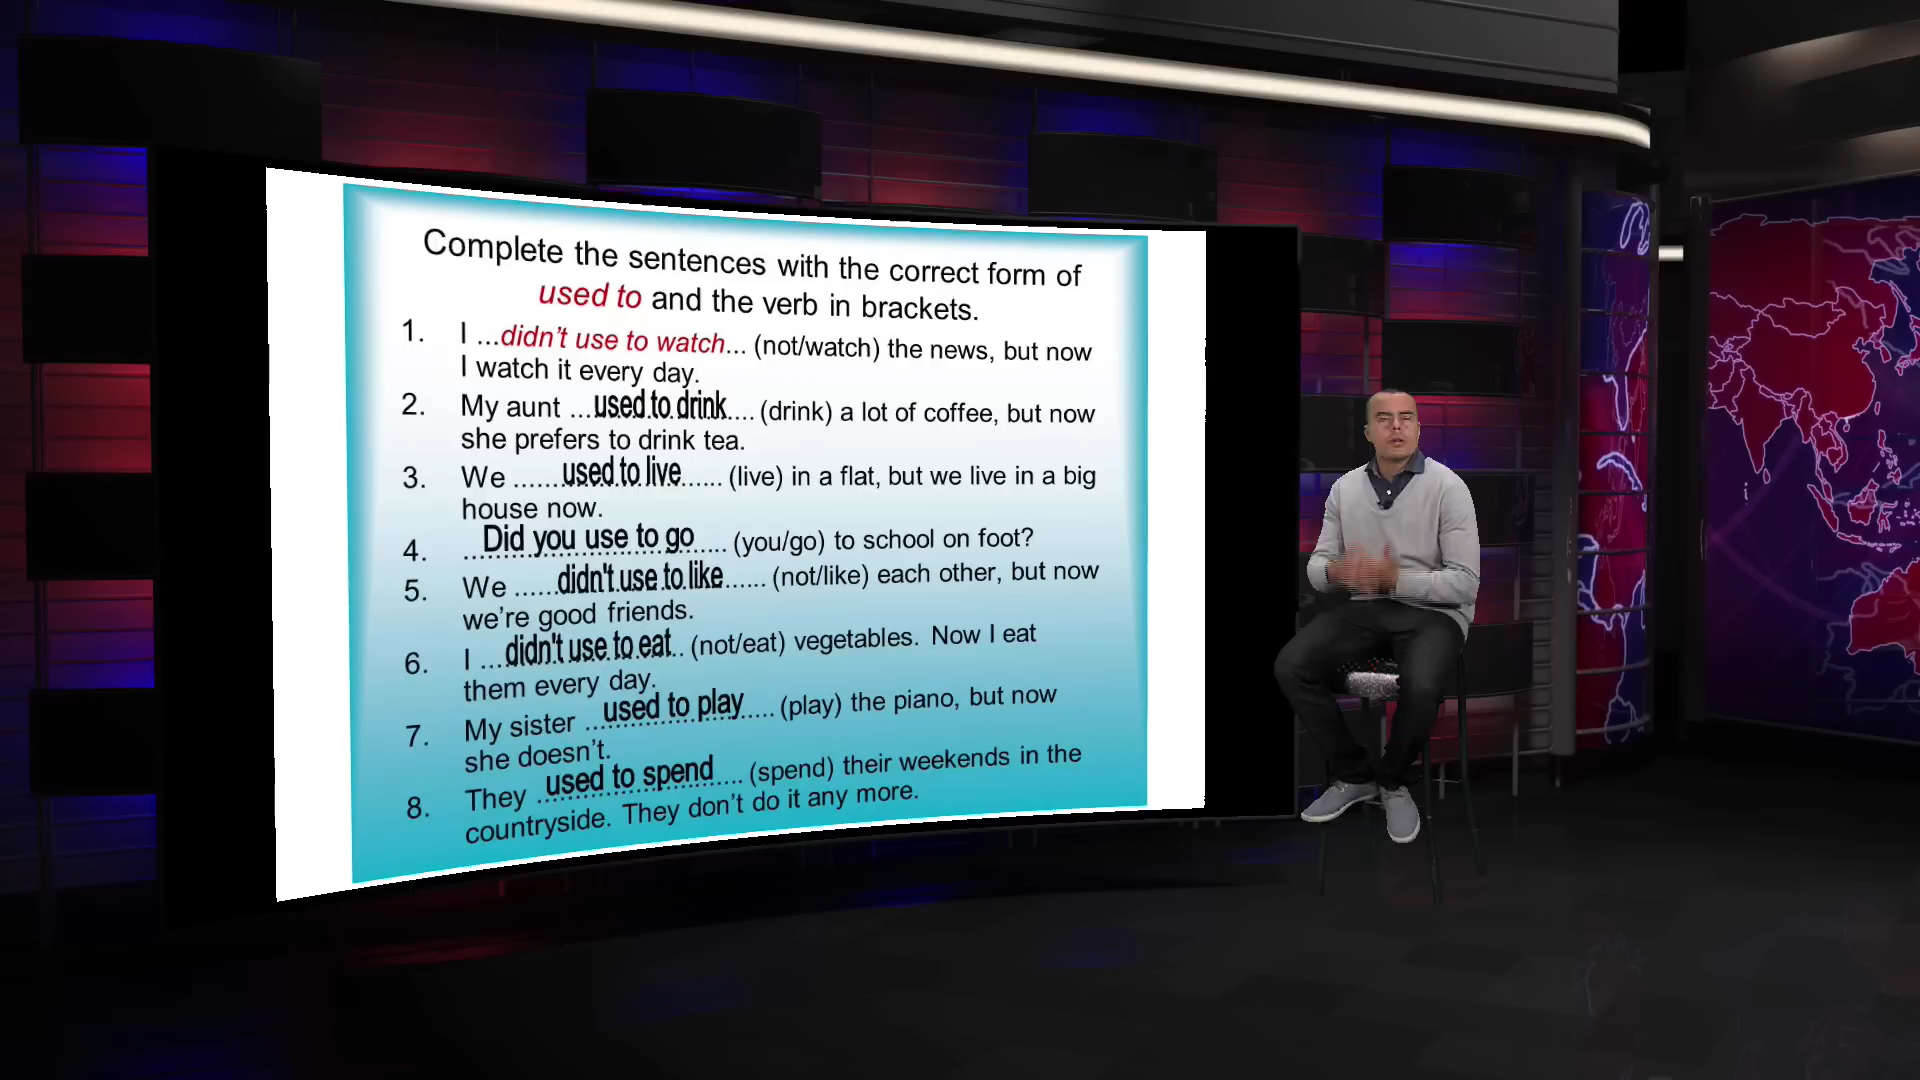 Complete the sentences with the correct form of
used to and the verb in brackets.
1. I ...didn't use to watch... (not/watch) the news, but now
I watch it every day.
2. My aunt ...used to drink.... (drink) a lot of coffee, but now
she prefers to drink tea.
3. We ......used to live...... (live) in a flat, but we live in a big
house now.
4. ...Did you use to go...... (you/go) to school on foot?
5. We ......didn't use to like...... (not/like) each other, but now
we're good friends.
6. I ...didn't use to eat.. (not/eat) vegetables. Now I eat
them every day.
7. My sister ...used to play..... (play) the piano, but now
she doesn't.
8. They ...used to spend.... (spend) their weekends in the
countryside. They don't do it any more.